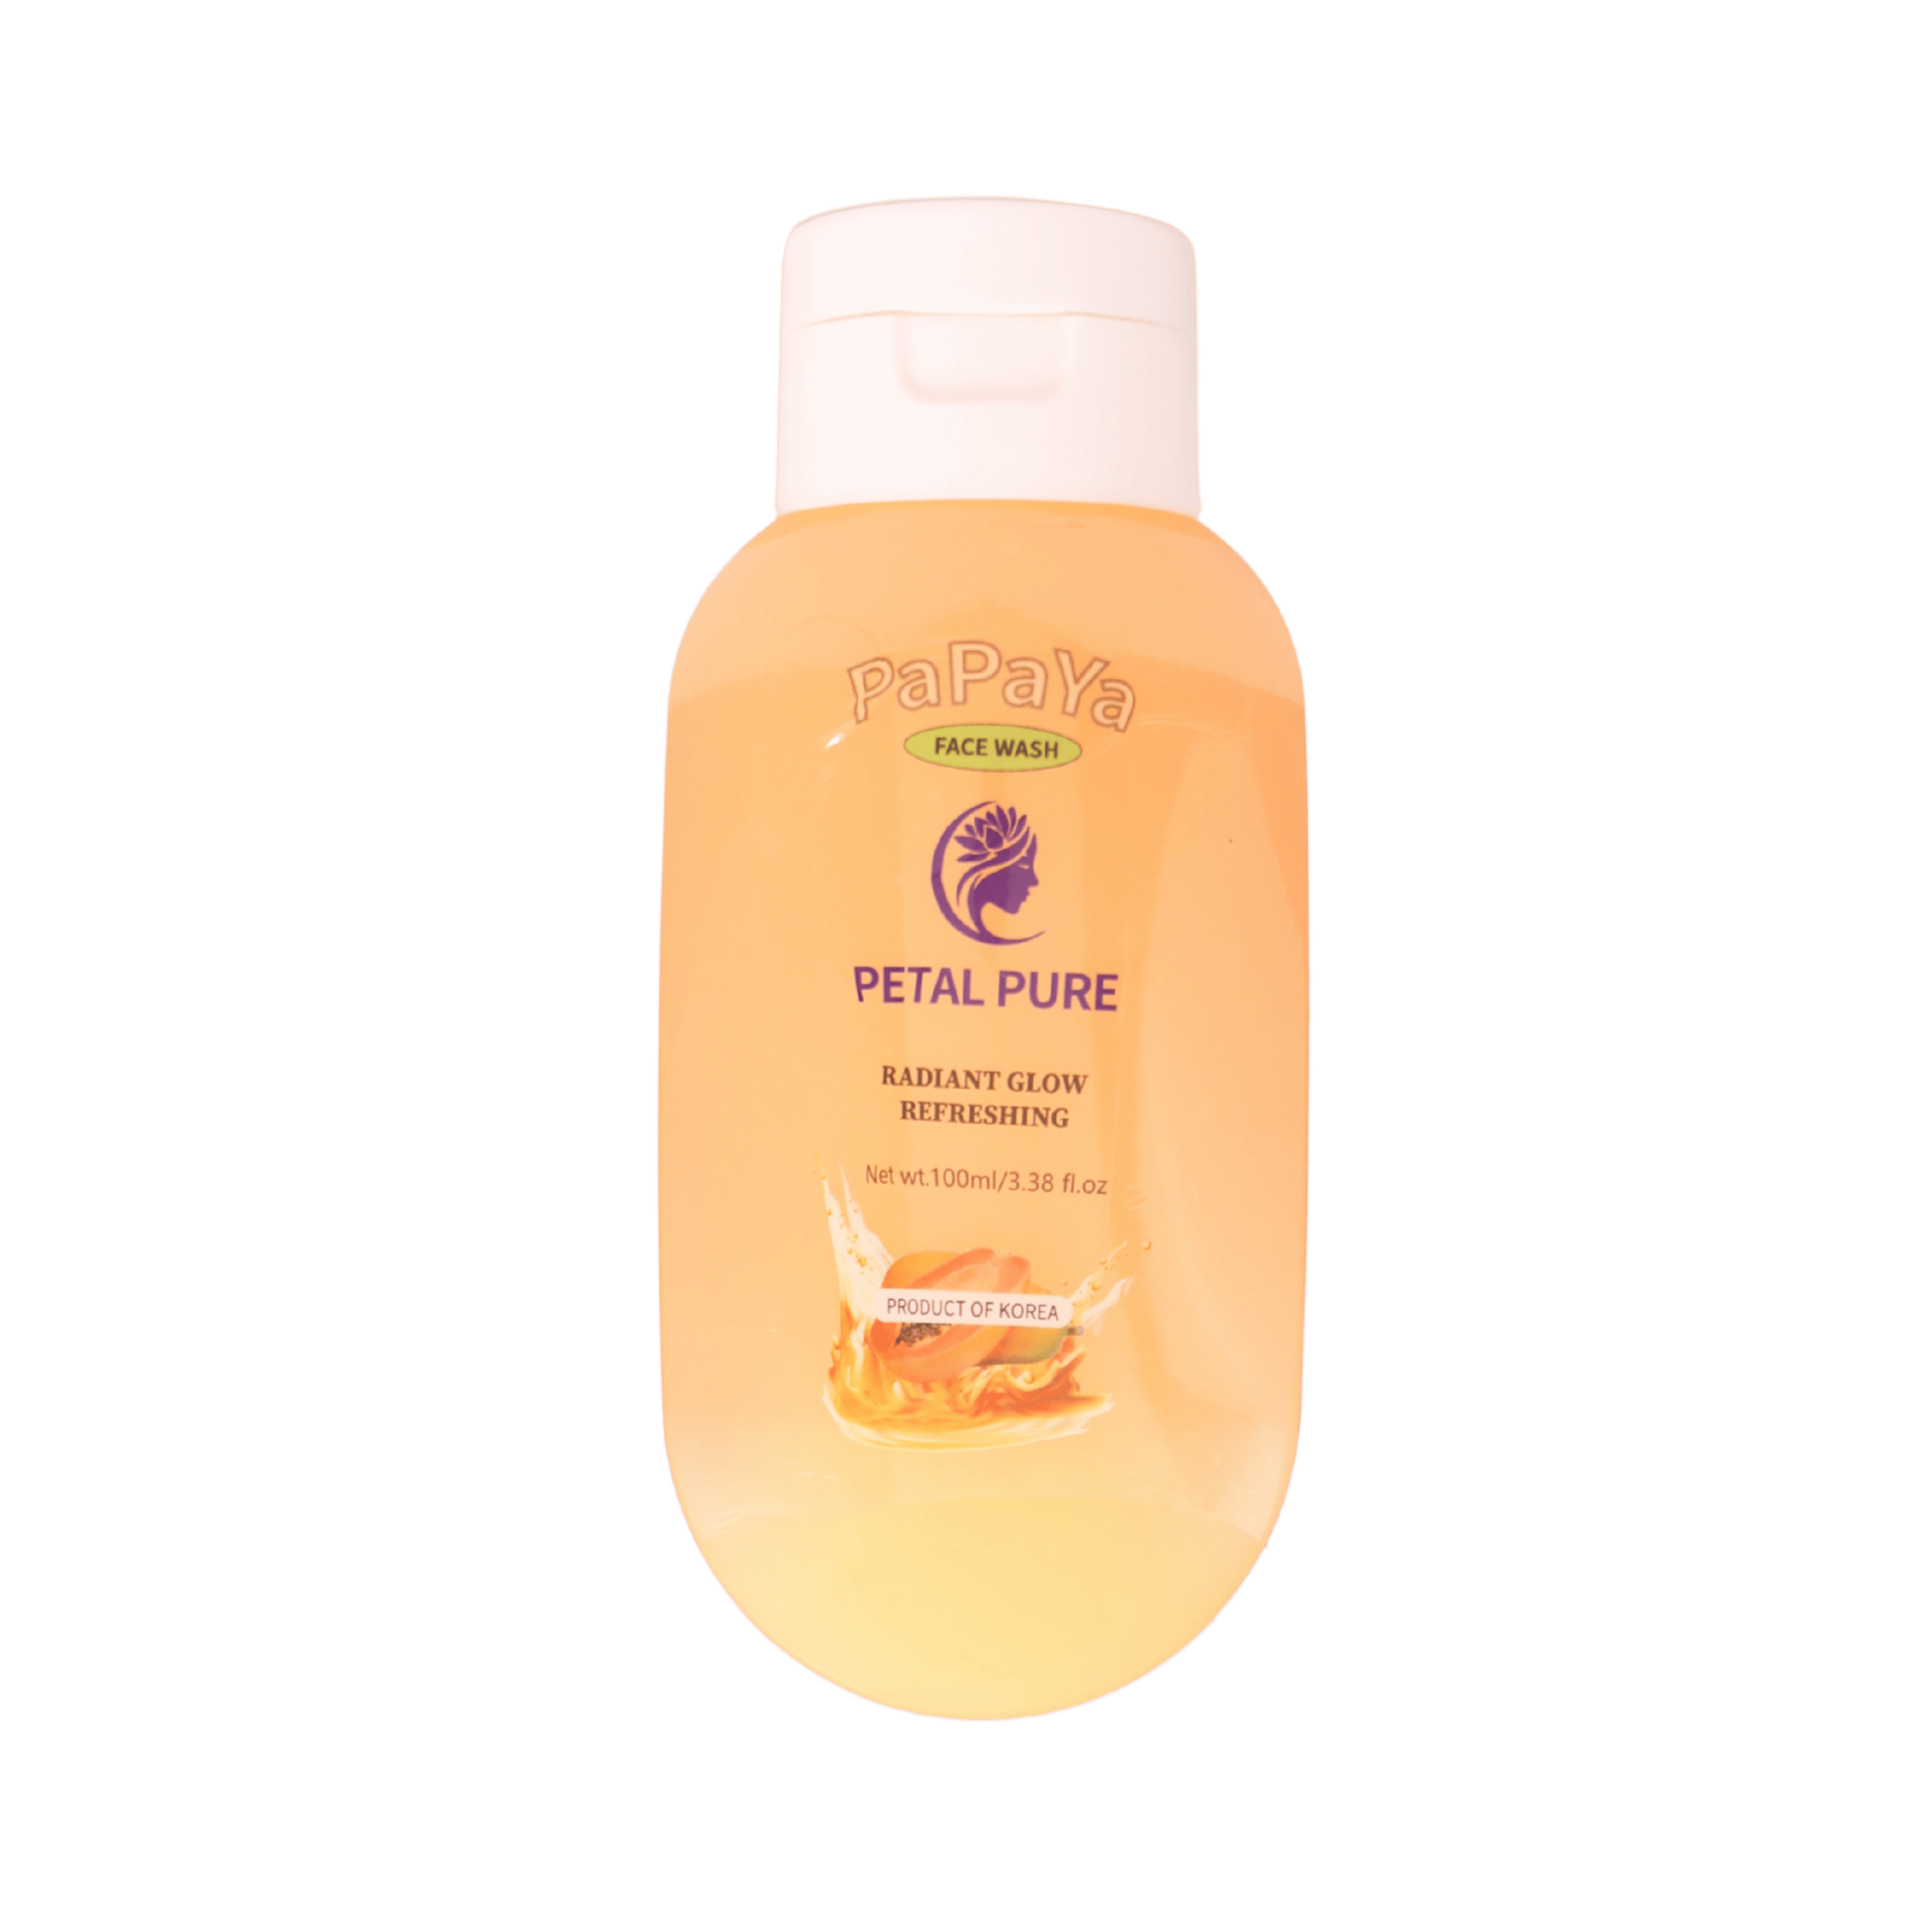 PaPaYa
FACE WASH
PETAL PURE
RADIANT GLOW
REFRESHING
Net wt.100ml/3.38 fl.oz
PRODUCT OF KOREA